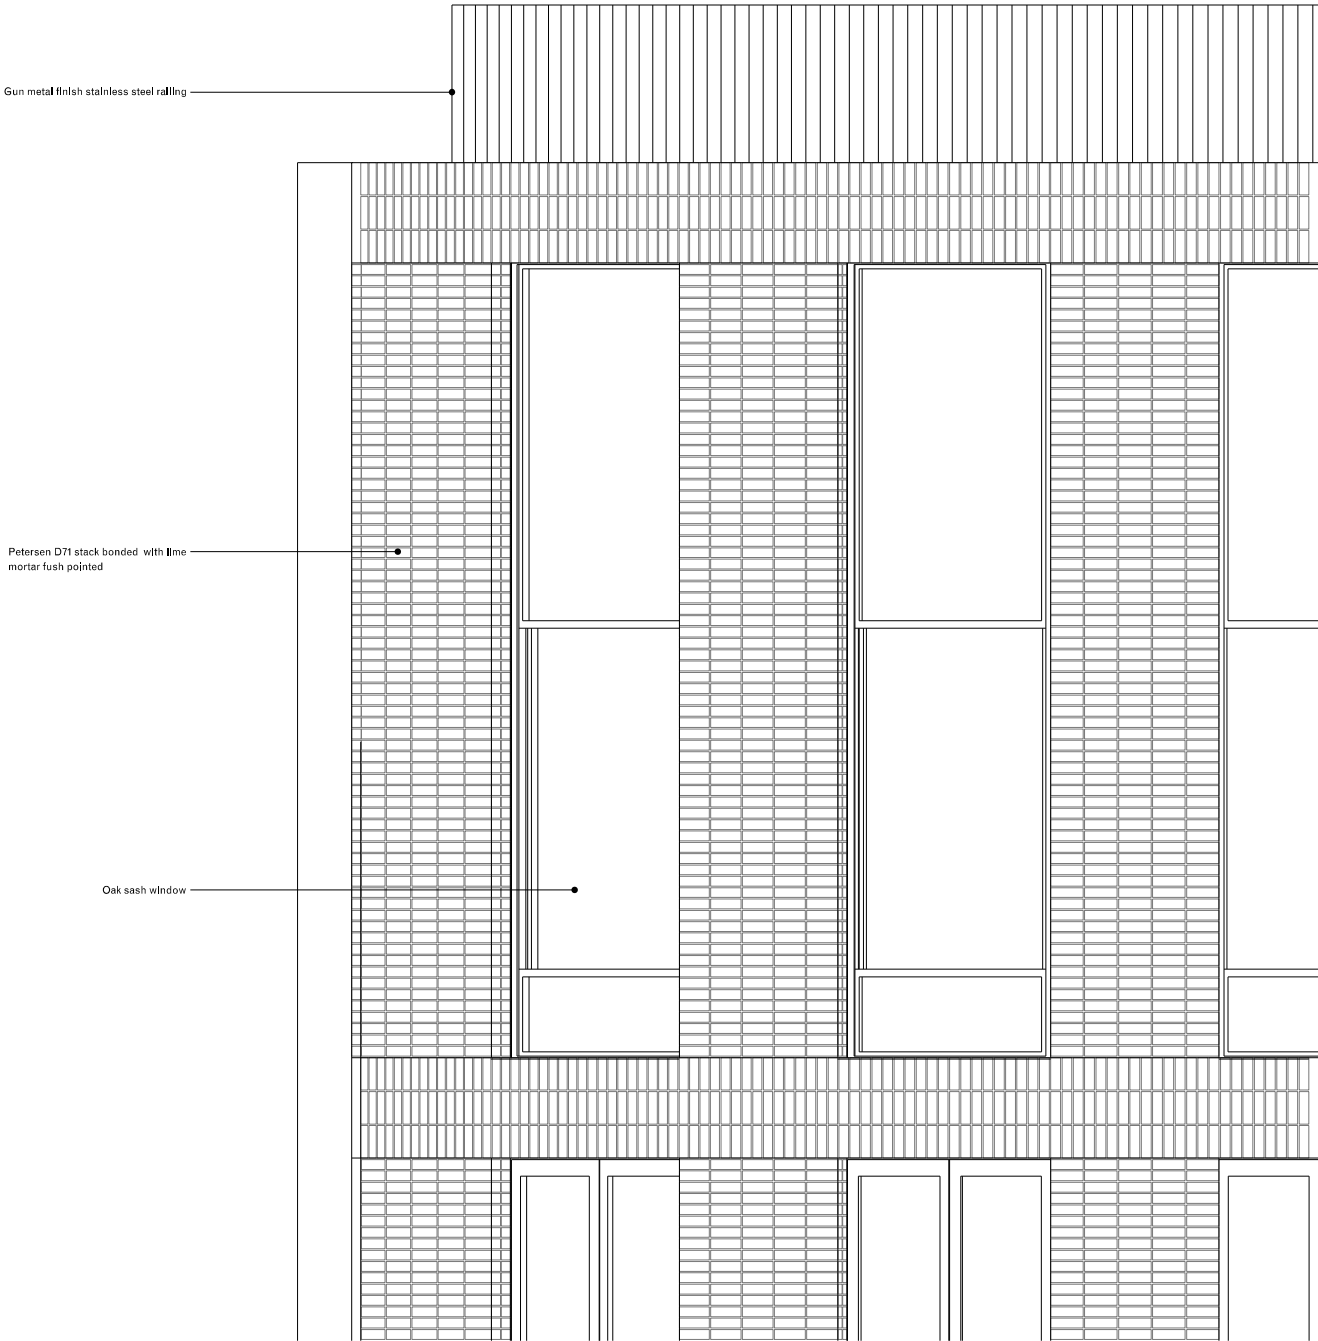 Gun metal finish stainless steel railing
Petersen D71 stack bonded with lime
mortar fush pointed
Oak sash window